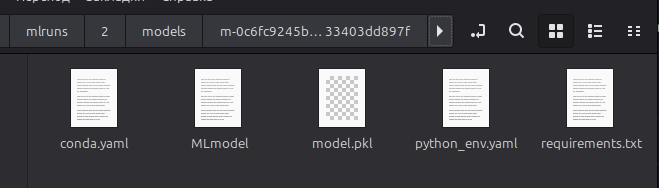 mlruns 2 models m-0c6fc9245b...33403dd897f
conda.yaml MLmodel model.pkl python_env.yaml requirements.txt